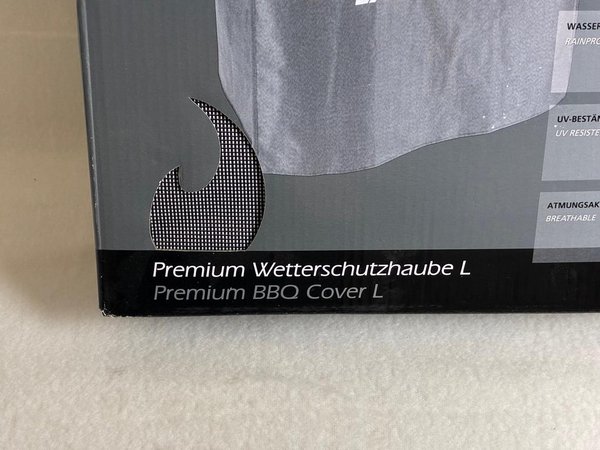 WASSER
RAINPRO
UV-BESTÄN
UV RESISTE
ATMUNGSAK
BREATHABLE
Premium Wetterschutzhaube L
Premium BBQ Cover L